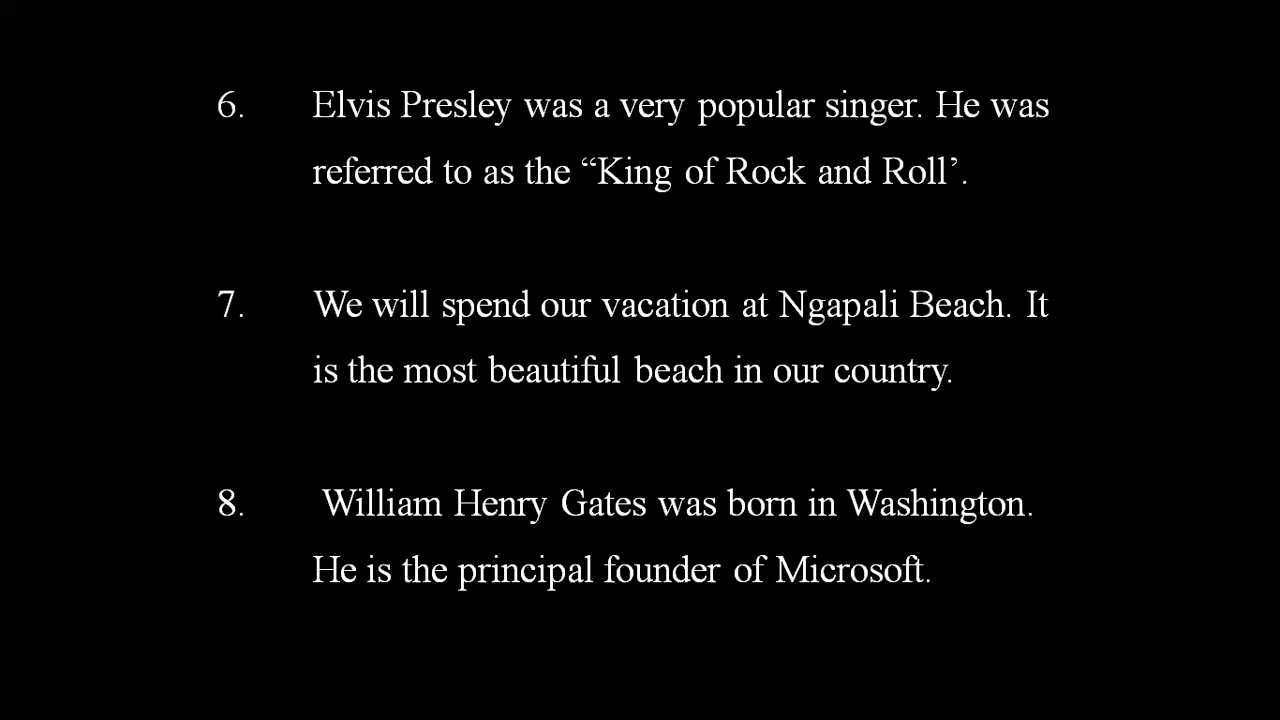 6. Elvis Presley was a very popular singer. He was
referred to as the “King of Rock and Roll’.
7. We will spend our vacation at Ngapali Beach. It
is the most beautiful beach in our country.
8. William Henry Gates was born in Washington.
He is the principal founder of Microsoft.